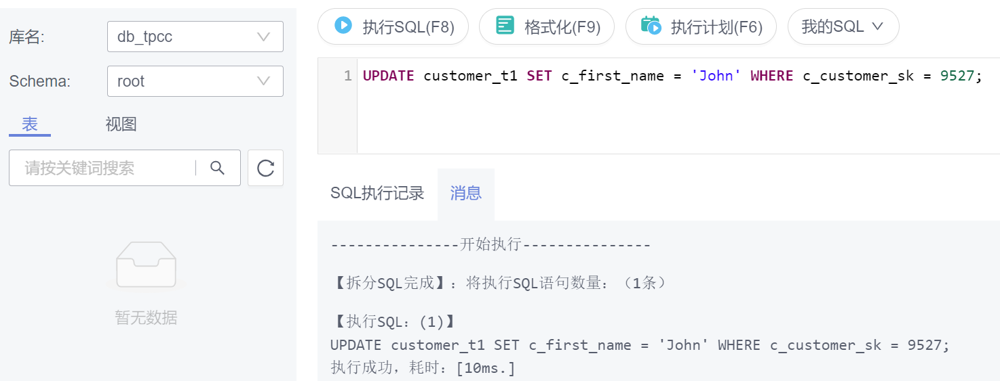 库名:
db_tpcc
Schema:
root
表
视图
请按关键词搜索
暂无数据
执行SQL(F8)
格式化(F9)
执行计划(F6)
我的SQL
1
UPDATE customer_t1 SET c_first_name = 'John' WHERE c_customer_sk = 9527;
SQL执行记录
消息
---------------开始执行---------------
【拆分SQL完成】：将执行SQL语句数量：（1条）
【执行SQL：(1)】
UPDATE customer_t1 SET c_first_name = 'John' WHERE c_customer_sk = 9527;
执行成功，耗时：[10ms.]